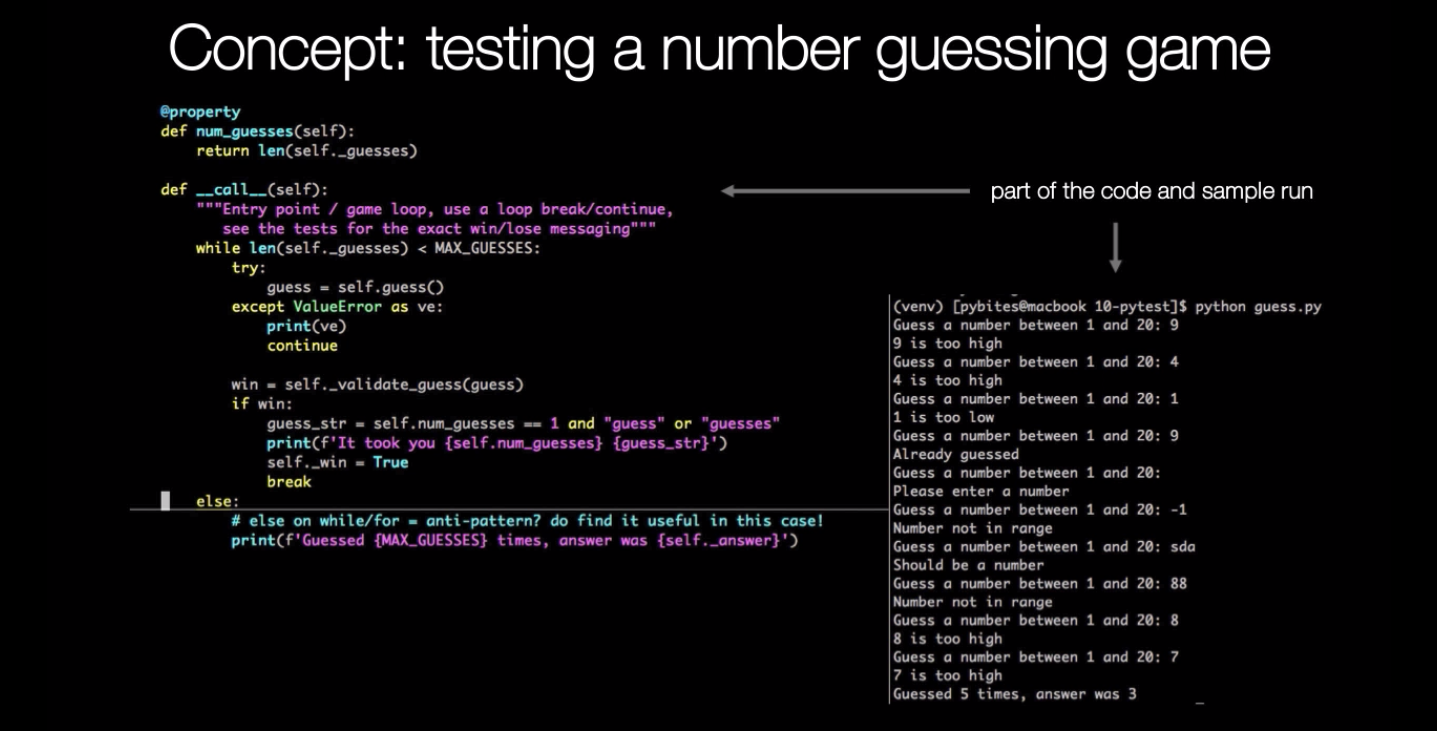 Concept: testing a number guessing game
@property
def num_guesses(self):
    return len(self._guesses)
def __call__(self):
    """Entry point / game loop, use a loop break/continue,
       see the tests for the exact win/lose messaging"""
    while len(self._guesses) < MAX_GUESSES:
        try:
            guess = self.guess()
        except ValueError as ve:
            print(ve)
            continue
        win = self._validate_guess(guess)
        if win:
            guess_str = self.num_guesses == 1 and "guess" or "guesses"
            print(f'It took you {self.num_guesses} {guess_str}')
            self._win = True
            break
    else:
        # else on while/for = anti-pattern? do find it useful in this case!
        print(f'Guessed {MAX_GUESSES} times, answer was {self._answer}')
part of the code and sample run
(venv) [pybites@macbook 10-pytest]$ python guess.py
Guess a number between 1 and 20: 9
9 is too high
Guess a number between 1 and 20: 4
4 is too high
Guess a number between 1 and 20: 1
1 is too low
Guess a number between 1 and 20: 9
Already guessed
Guess a number between 1 and 20:
Please enter a number
Guess a number between 1 and 20: -1
Number not in range
Guess a number between 1 and 20: sda
Should be a number
Guess a number between 1 and 20: 88
Number not in range
Guess a number between 1 and 20: 8
8 is too high
Guess a number between 1 and 20: 7
7 is too high
Guessed 5 times, answer was 3